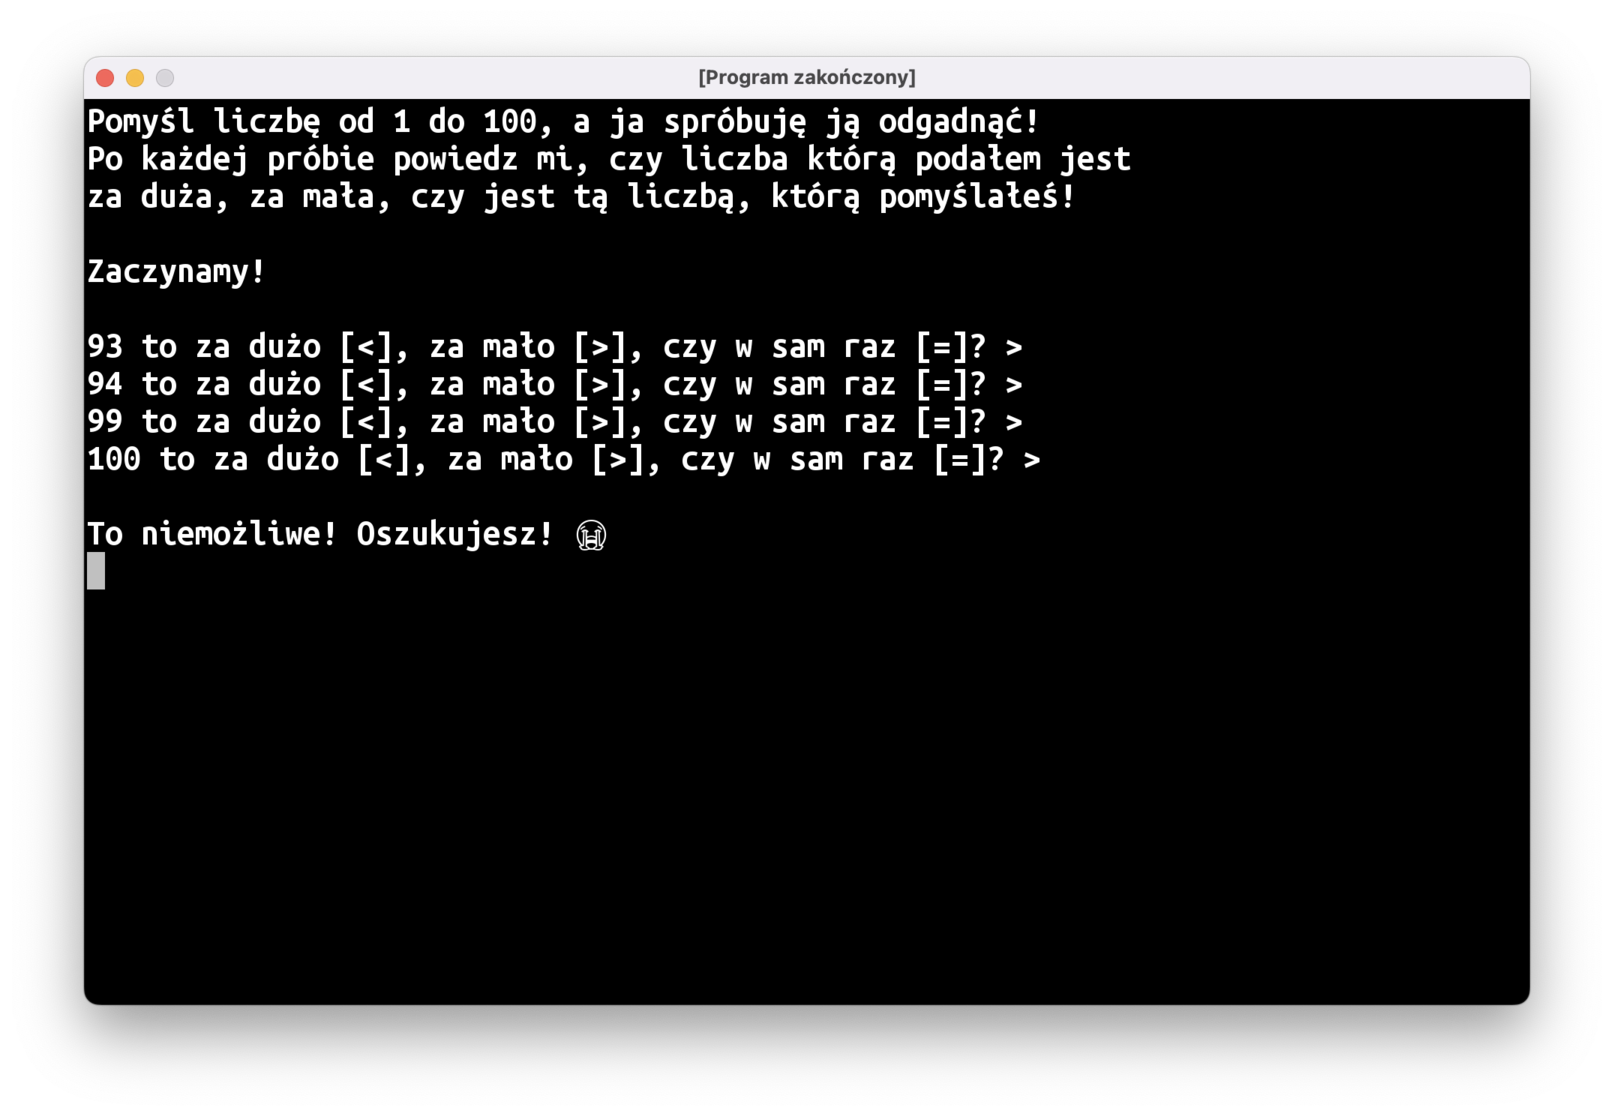 [Program zakończony]
Pomyśl liczbę od 1 do 100, a ja spróbuję ją odgadnąć!
Po każdej próbie powiedz mi, czy liczba którą podałem jest
za duża, za mała, czy jest tą liczbą, którą pomyślałeś!
Zaczynamy!
93 to za dużo [<], za mało [>], czy w sam raz [=]? >
94 to za dużo [<], za mało [>], czy w sam raz [=]? >
99 to za dużo [<], za mało [>], czy w sam raz [=]? >
100 to za dużo [<], za mało [>], czy w sam raz [=]? >
To niemożliwe! Oszukujesz! 😭